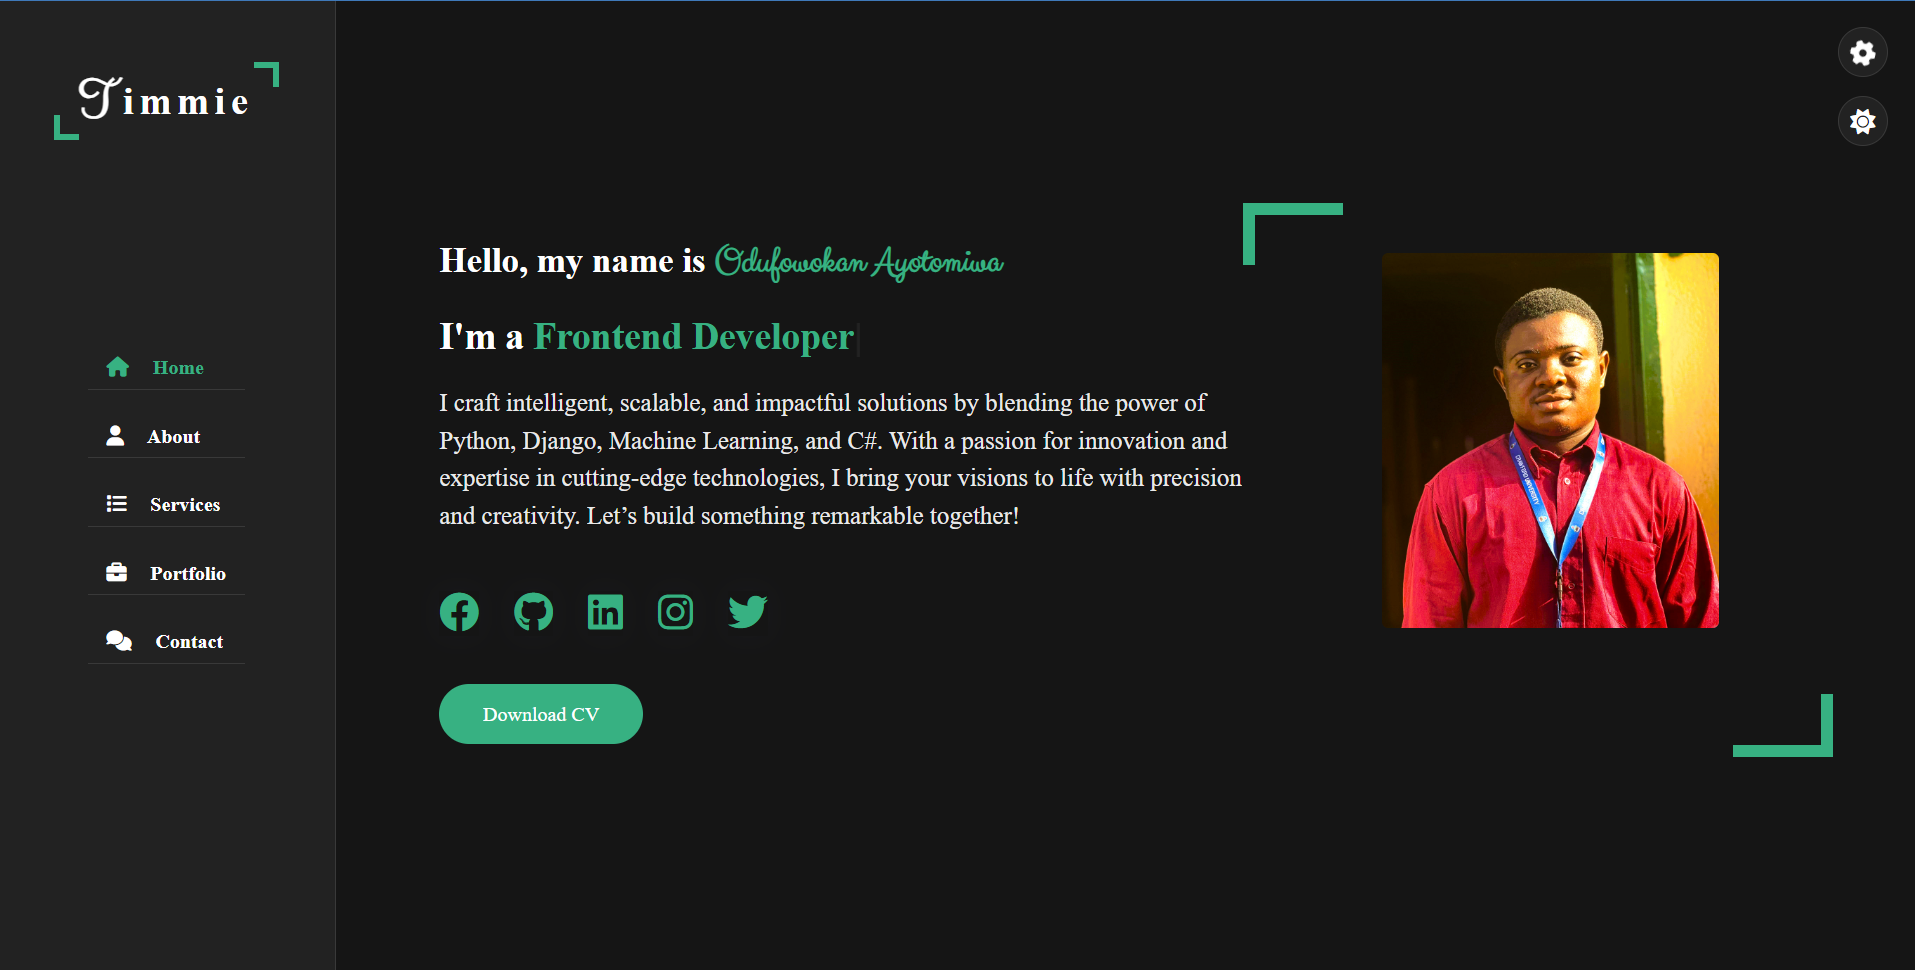 Timmie
Home
About
Services
Portfolio
Contact
Hello, my name is Odufowokan Ayotomiwa
I'm a Frontend Developer
I craft intelligent, scalable, and impactful solutions by blending the power of
Python, Django, Machine Learning, and C#. With a passion for innovation and
expertise in cutting-edge technologies, I bring your visions to life with precision
and creativity. Let’s build something remarkable together!
Download CV
UNIVERSITY